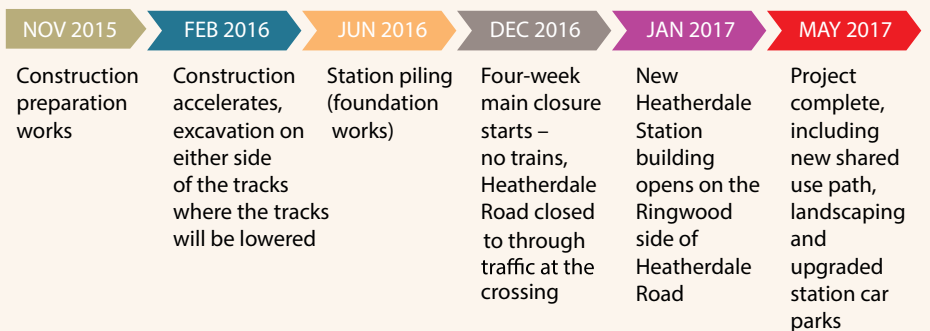 NOV 2015
FEB 2016
JUN 2016
DEC 2016
JAN 2017
MAY 2017
Construction
preparation
works
Construction
accelerates,
excavation on
either side
of the tracks
where the tracks
will be lowered
Station piling
(foundation
works)
Four-week
main closure
starts –
no trains,
Heatherdale
Road closed
to through
traffic at the
crossing
New
Heatherdale
Station
building
opens on the
Ringwood
side of
Heatherdale
Road
Project
complete,
including
new shared
use path,
landscaping
and
upgraded
station car
parks